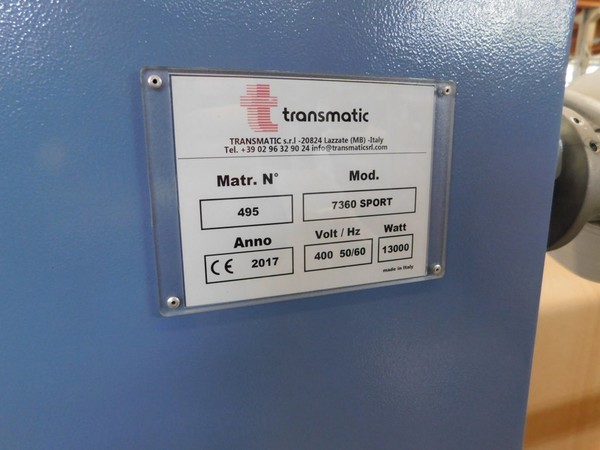 t transmatic
TRANSMATIC s.r.l -20824 Lazzate (MB) -Italy
Tel. +39 02 96 32 90 24 info@transmaticsrl.com
Matr. N° Mod.
495 7360 SPORT
Anno Volt / Hz Watt
CE 2017 400 50/60 13000
made in Italy